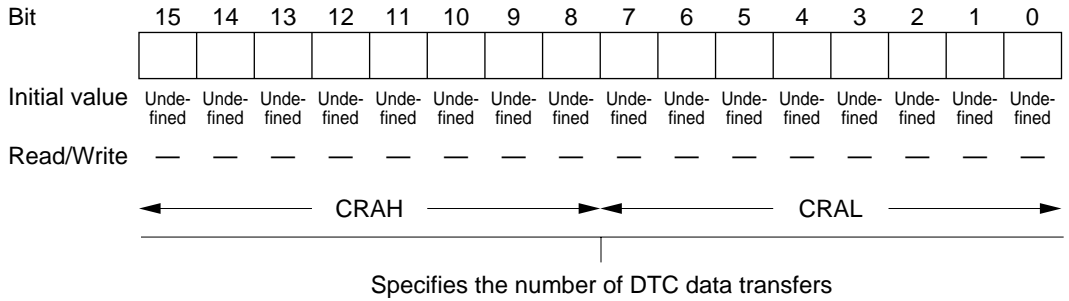 Bit 15 14 13 12 11 10 9 8 7 6 5 4 3 2 1 0
Initial value Unde- Unde- Unde- Unde- Unde- Unde- Unde- Unde- Unde- Unde- Unde- Unde- Unde- Unde- Unde- Unde-
fined fined fined fined fined fined fined fined fined fined fined fined fined fined fined fined
Read/Write — — — — — — — — — — — — — — — —
CRAH CRAL
Specifies the number of DTC data transfers